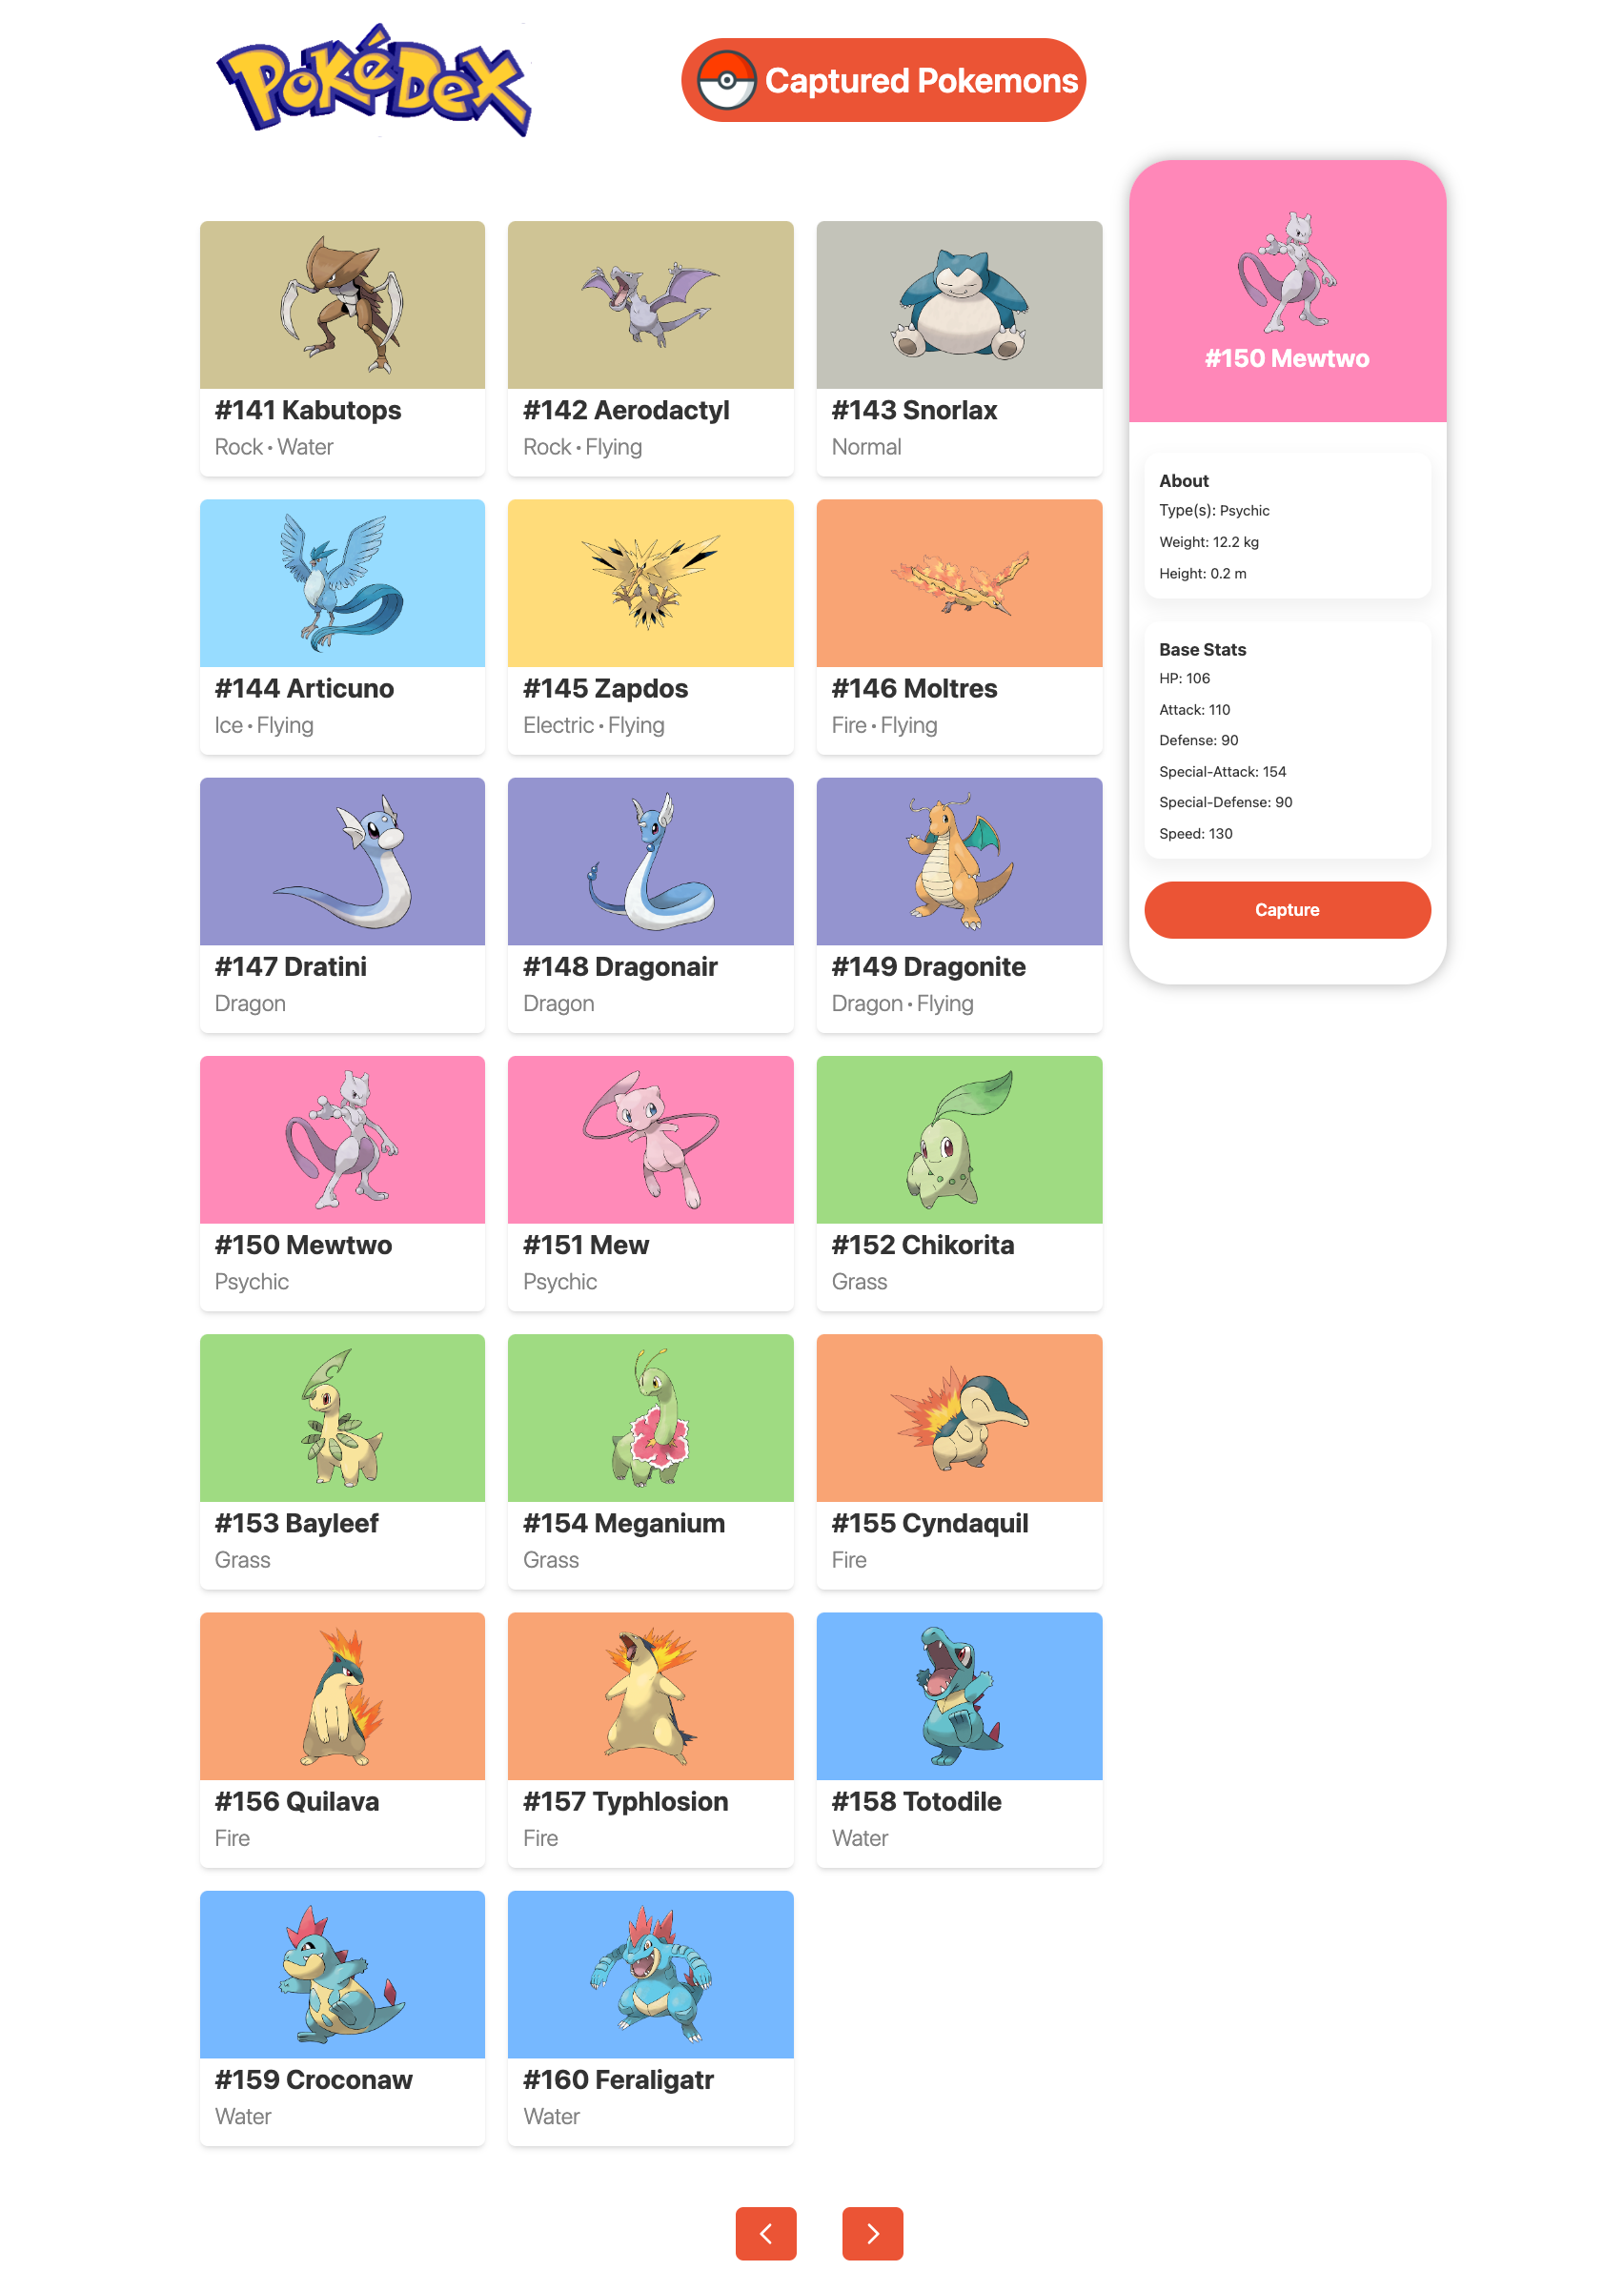 PoKéDex
Captured Pokemons
#141 Kabutops
Rock • Water
#142 Aerodactyl
Rock • Flying
#143 Snorlax
Normal
#144 Articuno
Ice • Flying
#145 Zapdos
Electric • Flying
#146 Moltres
Fire • Flying
#147 Dratini
Dragon
#148 Dragonair
Dragon
#149 Dragonite
Dragon • Flying
#150 Mewtwo
Psychic
#151 Mew
Psychic
#152 Chikorita
Grass
#153 Bayleef
Grass
#154 Meganium
Grass
#155 Cyndaquil
Fire
#156 Quilava
Fire
#157 Typhlosion
Fire
#158 Totodile
Water
#159 Croconaw
Water
#160 Feraligatr
Water
#150 Mewtwo
About
Type(s): Psychic
Weight: 12.2 kg
Height: 0.2 m
Base Stats
HP: 106
Attack: 110
Defense: 90
Special-Attack: 154
Special-Defense: 90
Speed: 130
Capture